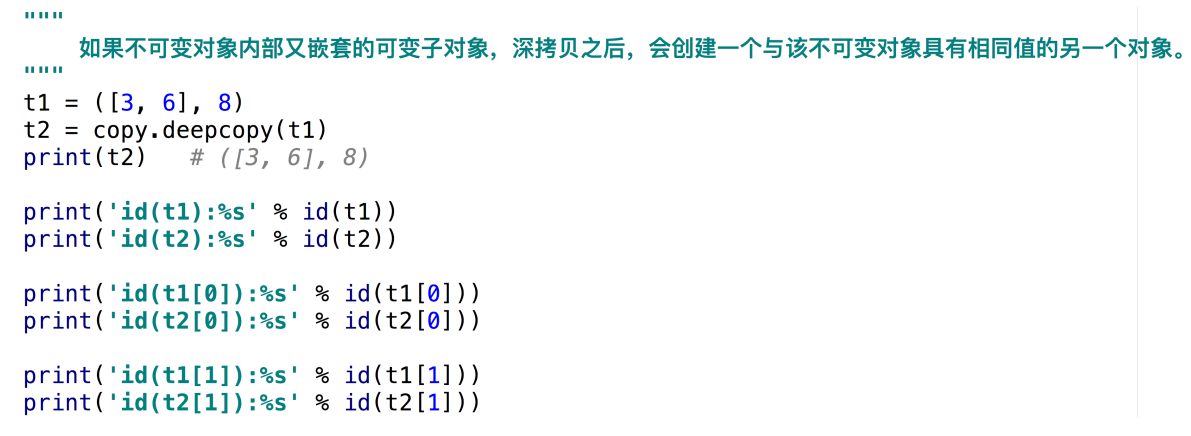 """
如果不可变对象内部又嵌套的可变子对象，深拷贝之后，会创建一个与该不可变对象具有相同值的另一个对象。
"""
t1 = ([3, 6], 8)
t2 = copy.deepcopy(t1)
print(t2)   # ([3, 6], 8)
print('id(t1):%s' % id(t1))
print('id(t2):%s' % id(t2))
print('id(t1[0]):%s' % id(t1[0]))
print('id(t2[0]):%s' % id(t2[0]))
print('id(t1[1]):%s' % id(t1[1]))
print('id(t2[1]):%s' % id(t2[1]))